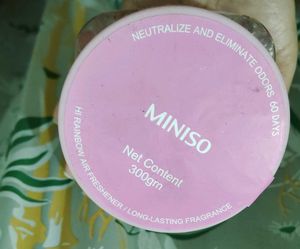 NEUTRALIZE AND ELIMINATE ODORS 60 DAYS
MINISO
Net Content
300gm
HI RAINBOW AIR FRESHENER / LONG-LASTING FRAGRANCE